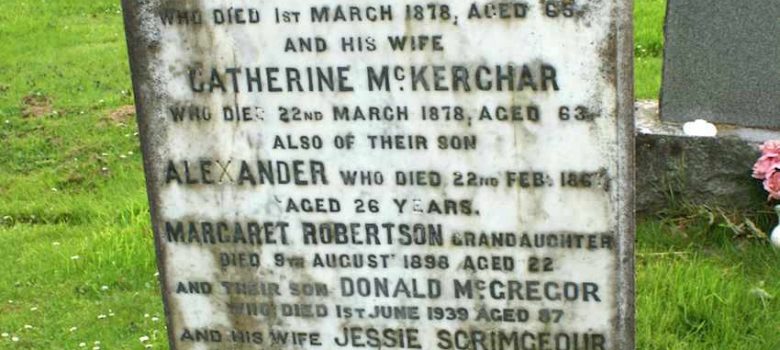 WHO DIED 1ST MARCH 1878, AGED 65
AND HIS WIFE
CATHERINE McKERCHAR
WHO DIED 22ND MARCH 1878, AGED 63
ALSO OF THEIR SON
ALEXANDER WHO DIED 22ND FEB:
AGED 26 YEARS.
MARGARET ROBERTSON GRANDAUGHTER
DIED 9TH AUGUST 1898 AGED 22
AND THEIR SON DONALD McGREGOR
WHO DIED 1ST JUNE 1939 AGED 87
AND HIS WIFE JESSIE SCRIMGEOUR